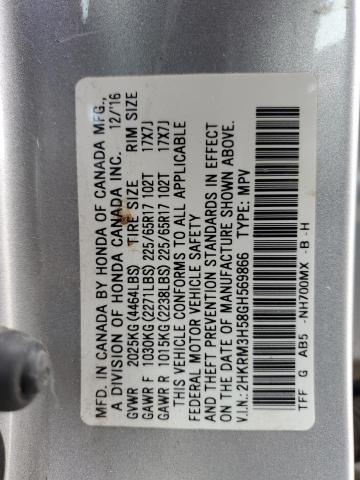 MFD. IN CANADA BY HONDA OF CANADA MFG.,
A DIVISION OF HONDA CANADA INC. 12/16
GVWR 2025KG (4464LBS) TIRE SIZE RIM SIZE
GAWR F 1030KG (2271LBS) 225/65R17 102T 17X7J
GAWR R 1015KG (2238LBS) 225/65R17 102T 17X7J
THIS VEHICLE CONFORMS TO ALL APPLICABLE
FEDERAL MOTOR VEHICLE SAFETY
AND THEFT PREVENTION STANDARDS IN EFFECT
ON THE DATE OF MANUFACTURE SHOWN ABOVE.
V.I.N.: 2HKRM3H58GH569866 TYPE: MPV
TFF G AB5 -NH700MX -B -H